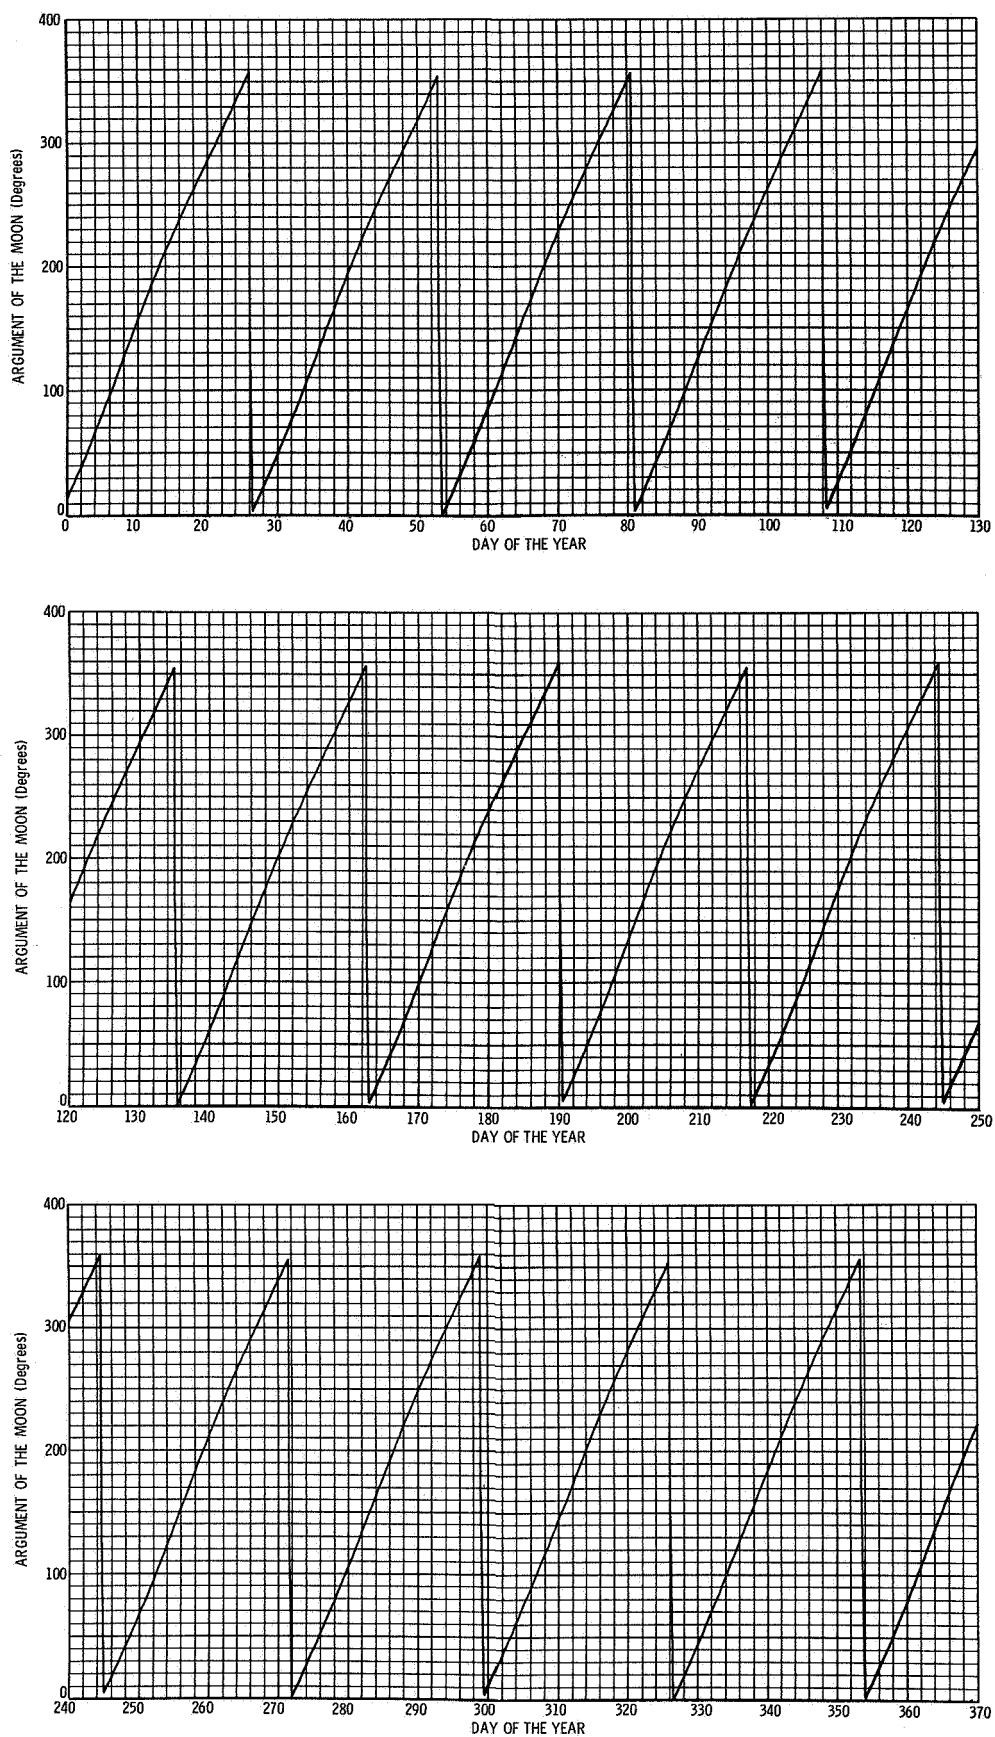 400
300
200
100
0
ARGUMENT OF THE MOON (Degrees)
0 10 20 30 40 50 60 70 80 90 100 110 120 130
DAY OF THE YEAR
400
300
200
100
0
ARGUMENT OF THE MOON (Degrees)
120 130 140 150 160 170 180 190 200 210 220 230 240 250
DAY OF THE YEAR
400
300
200
100
0
ARGUMENT OF THE MOON (Degrees)
240 250 260 270 280 290 300 310 320 330 340 350 360 370
DAY OF THE YEAR